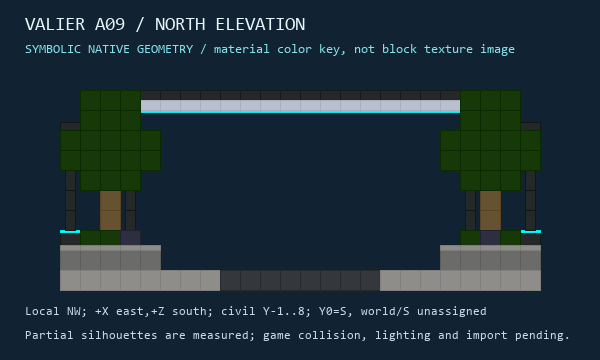 VALIER A09 / NORTH ELEVATION
SYMBOLIC NATIVE GEOMETRY / material color key, not block texture image
Local NW; +X east,+Z south; civil Y-1..8; Y0=S, world/S unassigned
Partial silhouettes are measured; game collision, lighting and import pending.